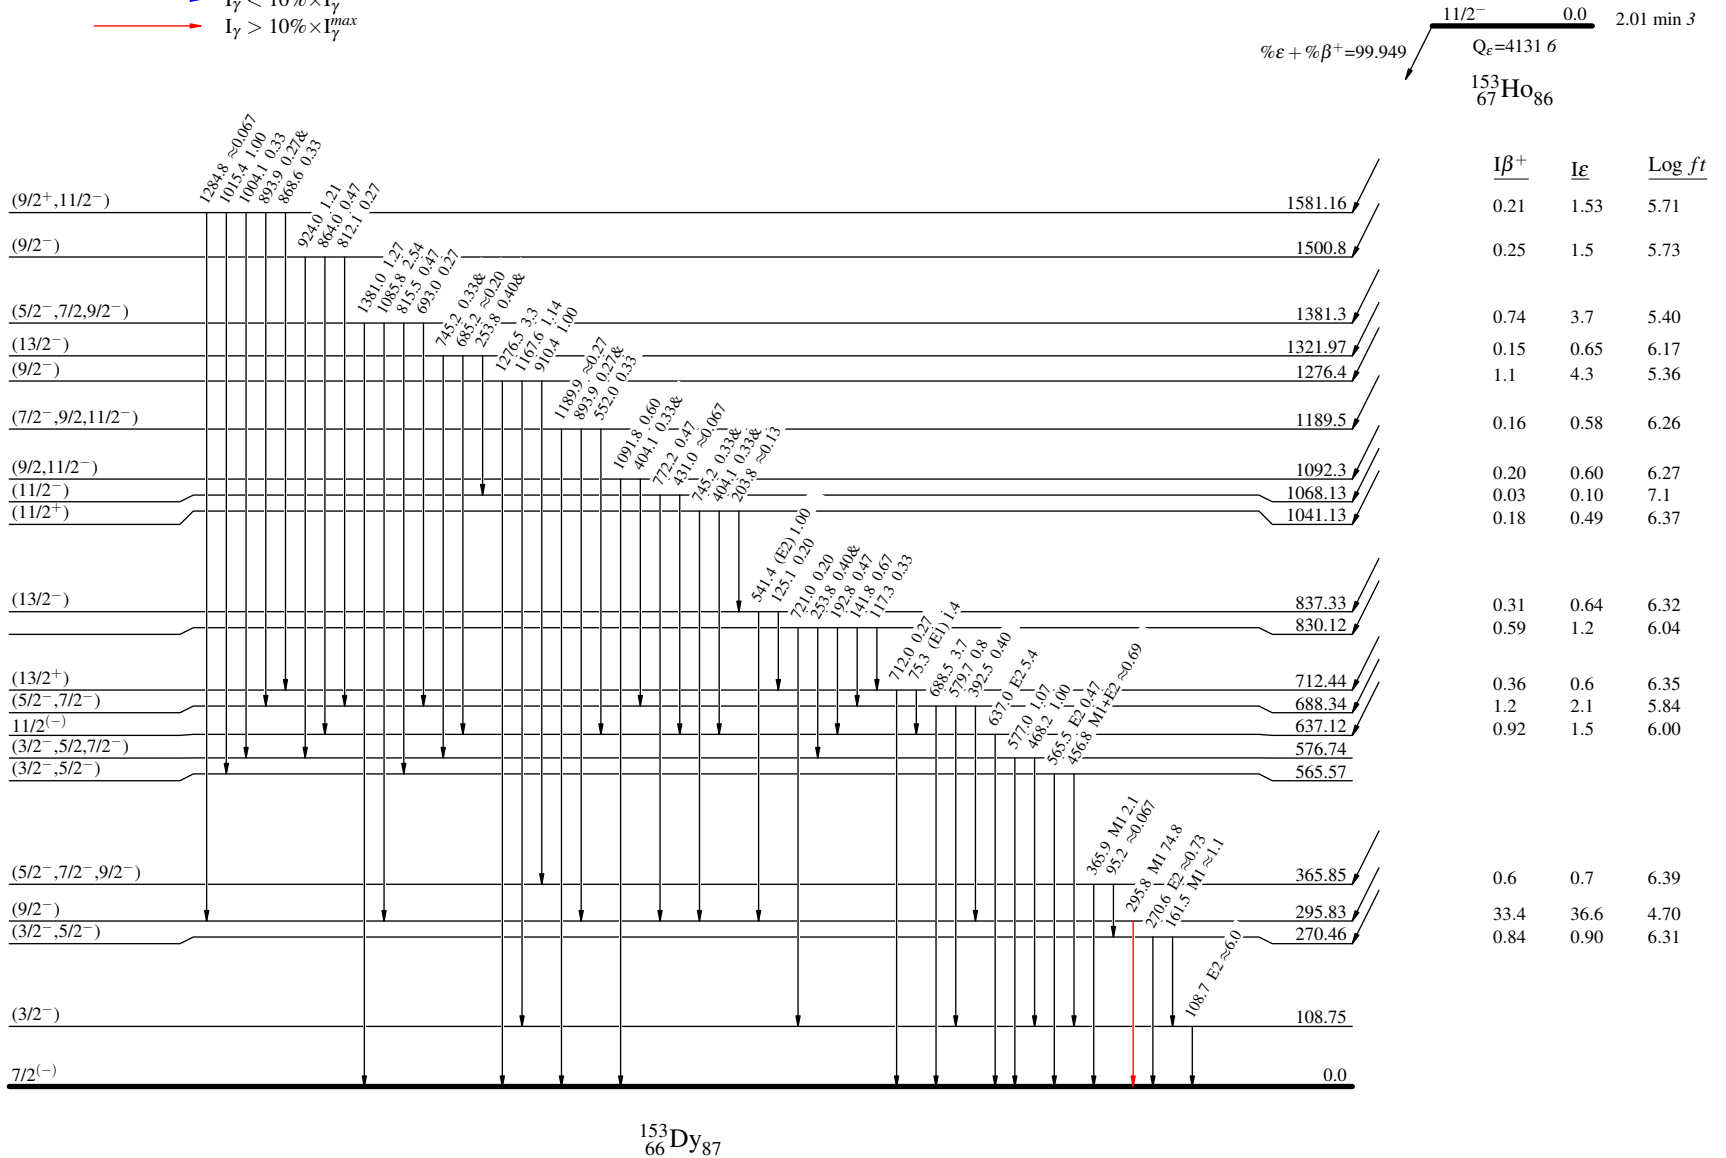 I_γ < 10%×I_γ^max
I_γ > 10%×I_γ^max
11/2⁻ 0.0 2.01 min 3
%ε + %β⁺=99.949
Q_ε=4131 6
¹⁵³₆₇Ho₈₆
Iβ⁺ Iε Log ft
1284.8 ≈0.067
1015.4 1.00
1004.1 0.33
893.9 0.27&
868.6 0.33
(9/2⁺,11/2⁻) 1581.16 0.21 1.53 5.71
924.0 1.21
864.0 0.47
812.1 0.27
(9/2⁻) 1500.8 0.25 1.5 5.73
1381.0 1.27
1085.8 2.54
815.5 0.47
693.0 0.27
(5/2⁻,7/2,9/2⁻) 1381.3 0.74 3.7 5.40
745.2 0.33&
685.2 ≈0.20
253.8 0.40&
(13/2⁻) 1321.97 0.15 0.65 6.17
1276.5 3.3
1167.6 1.14
910.4 1.00
(9/2⁻) 1276.4 1.1 4.3 5.36
1189.9 ≈0.27
893.9 0.27&
552.0 0.33
(7/2⁻,9/2,11/2⁻) 1189.5 0.16 0.58 6.26
1091.8 0.60
404.1 0.33&
(9/2,11/2⁻) 1092.3 0.20 0.60 6.27
772.2 0.47
431.0 ≈0.067
(11/2⁻) 1068.13 0.03 0.10 7.1
745.2 0.33&
404.1 0.33&
203.8 ≈0.13
(11/2⁺) 1041.13 0.18 0.49 6.37
541.4 (E2) 1.00
125.1 0.20
(13/2⁻) 837.33 0.31 0.64 6.32
721.0 0.20
253.8 0.40&
192.8 0.47
141.8 0.67
117.3 0.33
830.12 0.59 1.2 6.04
712.0 0.27
75.3 (E1) 1.4
(13/2⁺) 712.44 0.36 0.6 6.35
688.5 3.7
579.7 0.8
392.5 0.40
(5/2⁻,7/2⁻) 688.34 1.2 2.1 5.84
637.0 E2 5.4
11/2⁽⁻⁾ 637.12 0.92 1.5 6.00
577.0 1.07
468.2 1.00
(3/2⁻,5/2,7/2⁻) 576.74
565.5 E2 0.47
456.8 M1+E2 ≈0.69
(3/2⁻,5/2⁻) 565.57
365.9 M1 2.1
95.2 ≈0.067
(5/2⁻,7/2⁻,9/2⁻) 365.85 0.6 0.7 6.39
295.8 M1 74.8
(9/2⁻) 295.83 33.4 36.6 4.70
270.6 E2 ≈0.73
161.5 M1 ≈1.1
(3/2⁻,5/2⁻) 270.46 0.84 0.90 6.31
108.7 E2 ≈6.0
(3/2⁻) 108.75
7/2⁽⁻⁾ 0.0
¹⁵³₆₆Dy₈₇